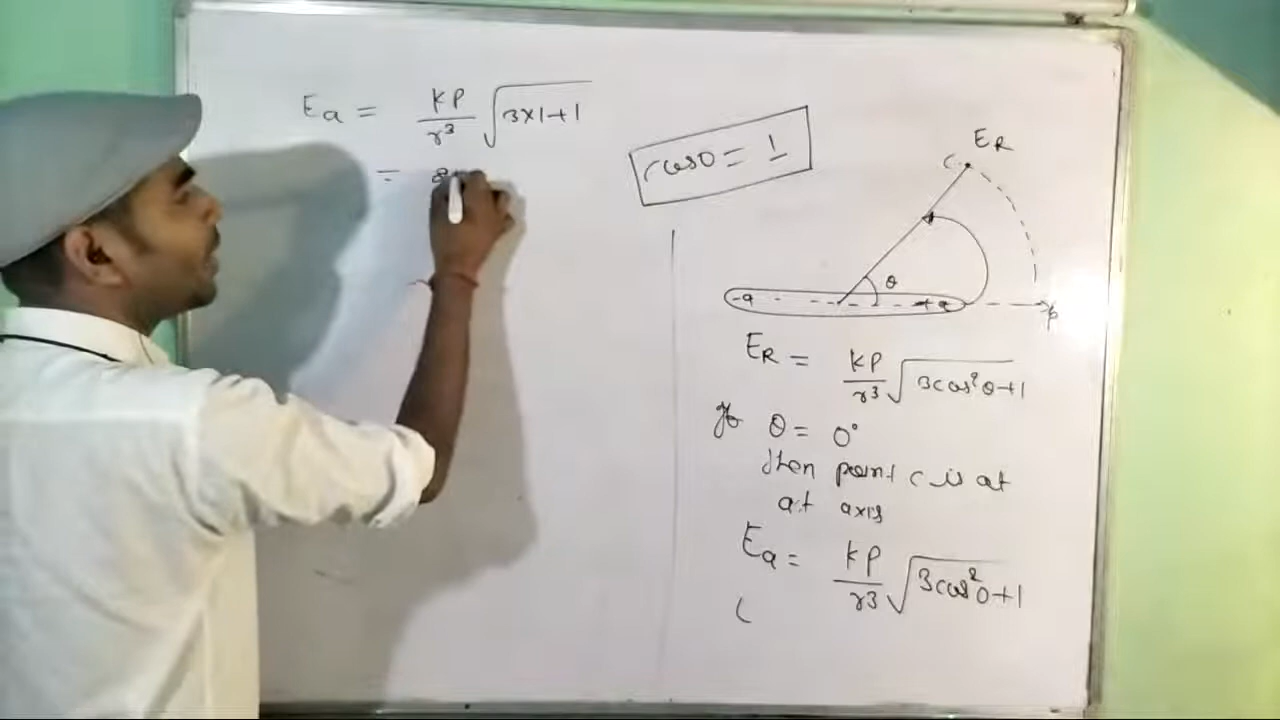 Ea = KP/r³ √3×1+1
=
cos0 = 1
C ER
θ
-q +q
P
ER = KP/r³ √3cos²θ+1
If θ = 0°
then point c is at
at axis
Ea = KP/r³ √3cos²0+1
(